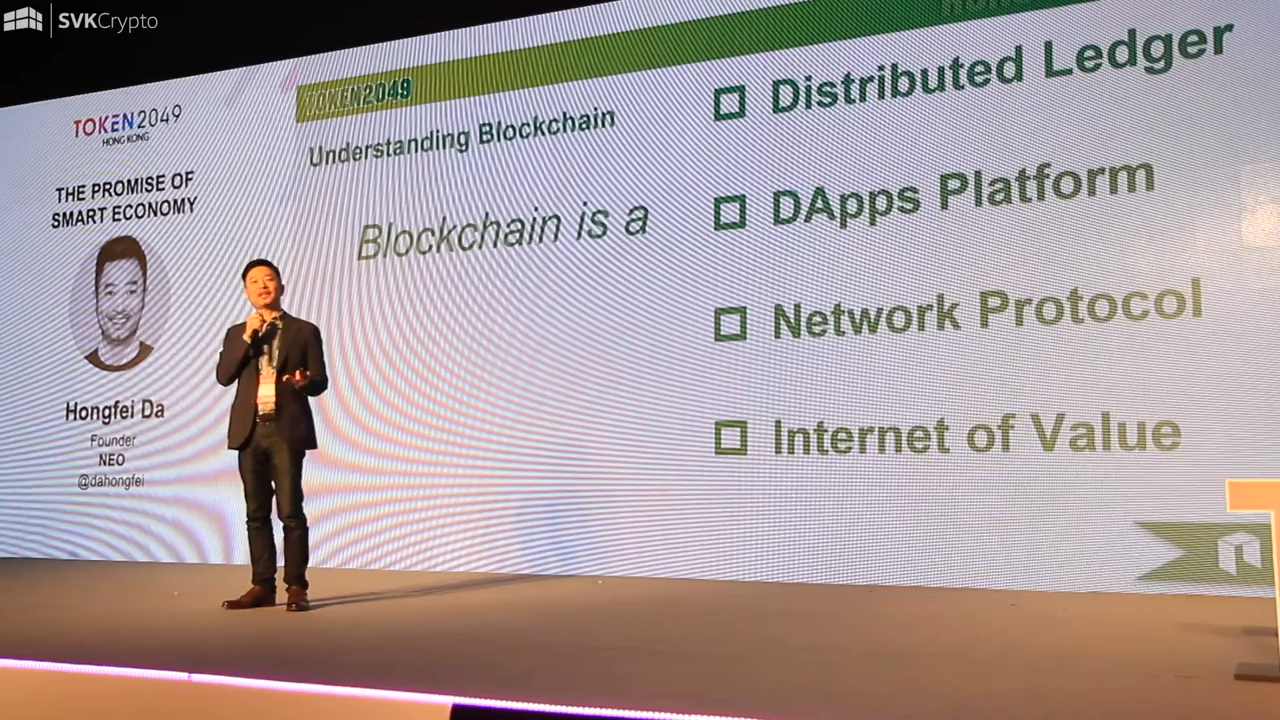 SVKCrypto
TOKEN2049
HONG KONG
THE PROMISE OF
SMART ECONOMY
Hongfei Da
Founder
NEO
@dahongfei
TOKEN2049
Understanding Blockchain
Blockchain is a
Distributed Ledger
DApps Platform
Network Protocol
Internet of Value